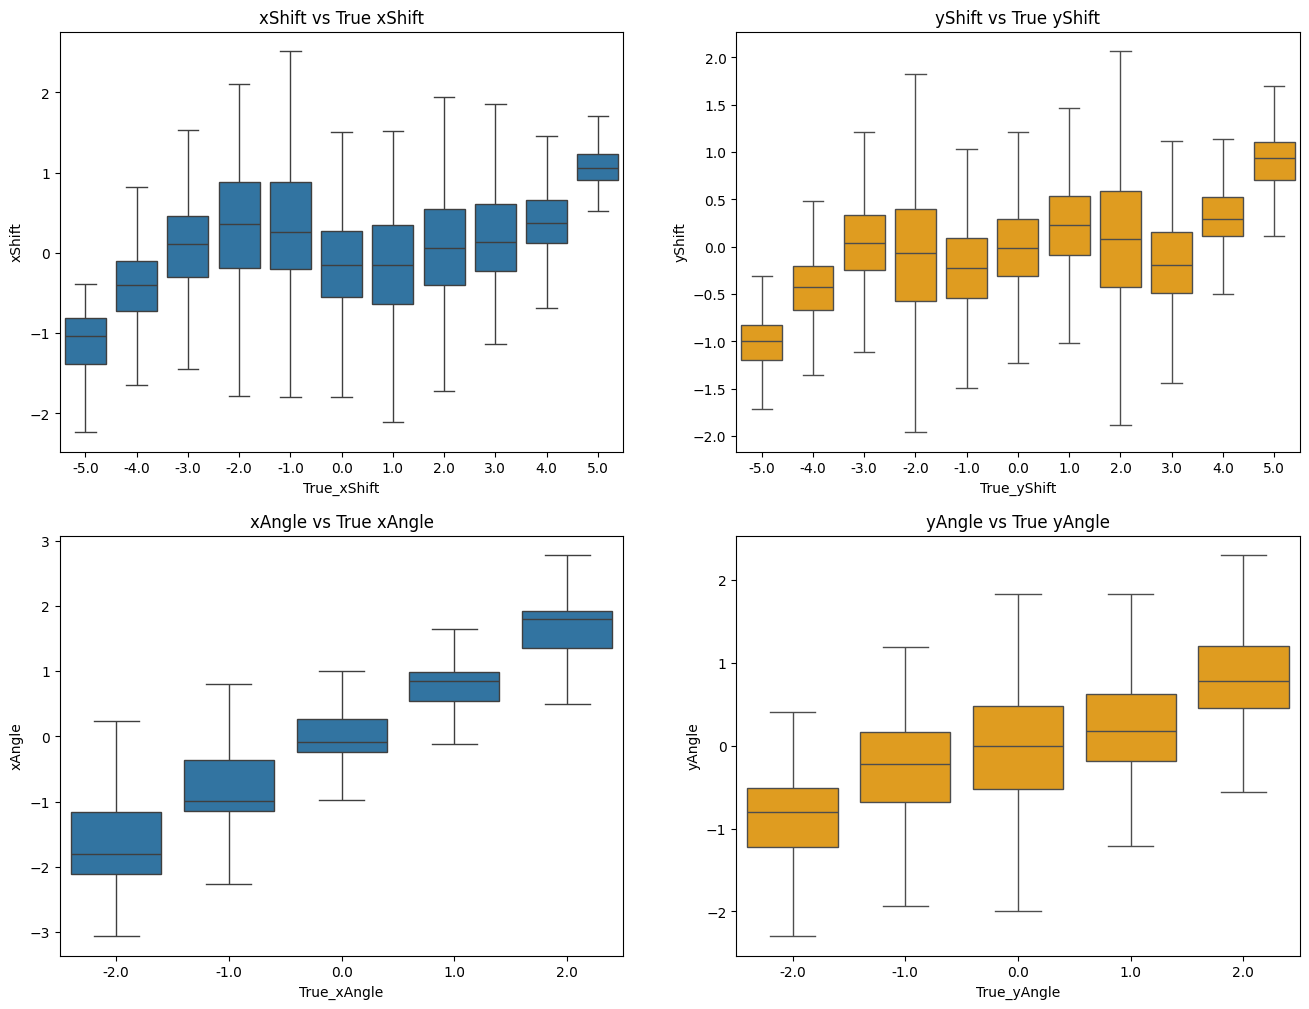 xShift vs True xShift
xShift
2
1
0
−1
−2
-5.0 -4.0 -3.0 -2.0 -1.0 0.0 1.0 2.0 3.0 4.0 5.0
True_xShift
yShift vs True yShift
yShift
2.0
1.5
1.0
0.5
0.0
−0.5
−1.0
−1.5
−2.0
-5.0 -4.0 -3.0 -2.0 -1.0 0.0 1.0 2.0 3.0 4.0 5.0
True_yShift
xAngle vs True xAngle
xAngle
3
2
1
0
−1
−2
−3
-2.0 -1.0 0.0 1.0 2.0
True_xAngle
yAngle vs True yAngle
yAngle
2
1
0
−1
−2
-2.0 -1.0 0.0 1.0 2.0
True_yAngle